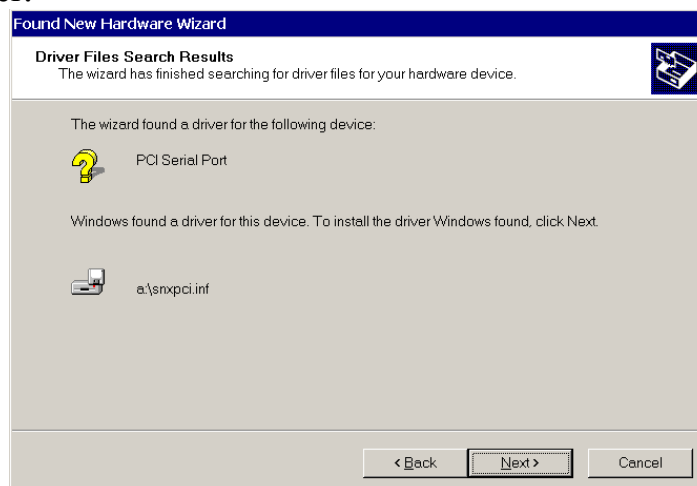 Found New Hardware Wizard
Driver Files Search Results
The wizard has finished searching for driver files for your hardware device.
The wizard found a driver for the following device:
PCI Serial Port
Windows found a driver for this device. To install the driver Windows found, click Next.
a:\snxpci.inf
< Back Next > Cancel